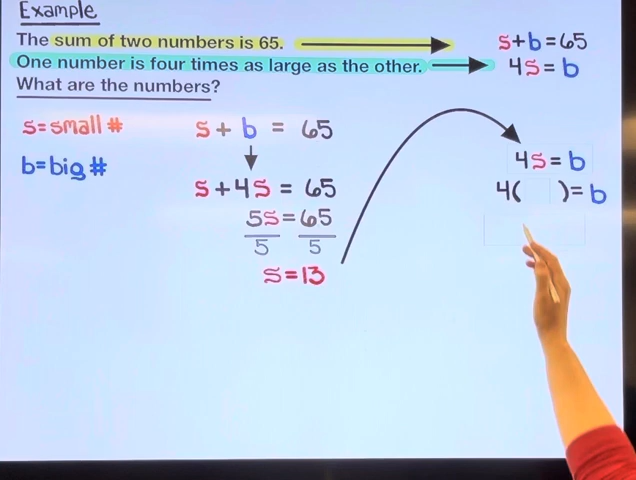 Example
The sum of two numbers is 65.
s+b=65
One number is four times as large as the other.
4s=b
What are the numbers?
s=small #
b=big #
s+b=65
s+4s=65
5s=65
5 5
s=13
4s=b
4( )=b